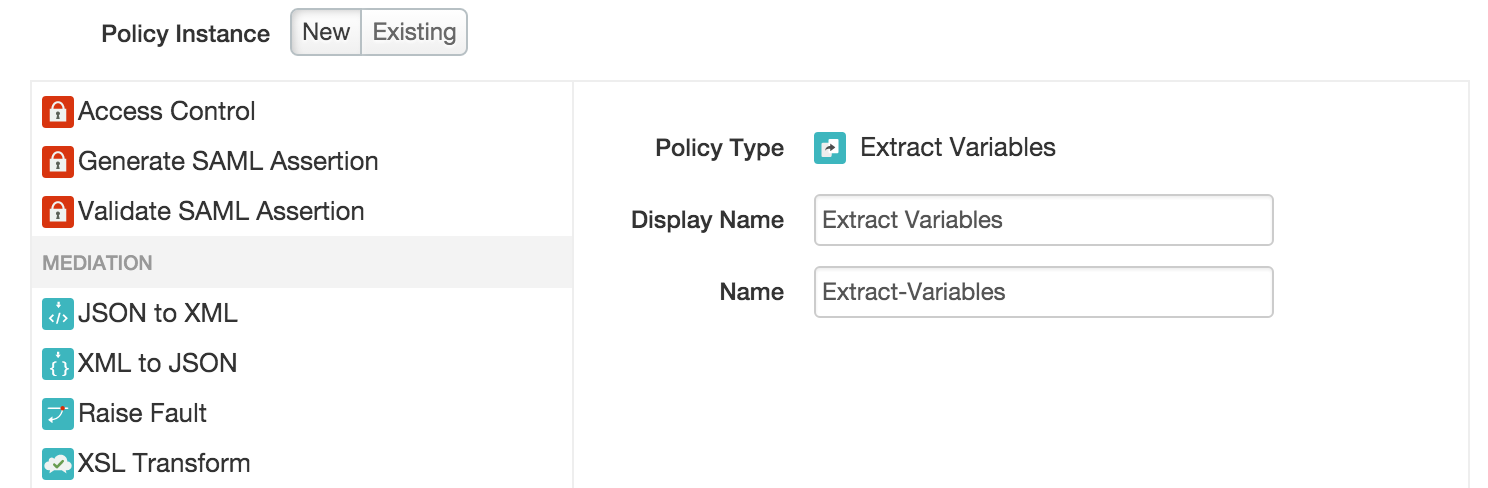 Policy Instance New Existing
Access Control
Generate SAML Assertion
Validate SAML Assertion
MEDIATION
JSON to XML
XML to JSON
Raise Fault
XSL Transform
Policy Type Extract Variables
Display Name Extract Variables
Name Extract-Variables